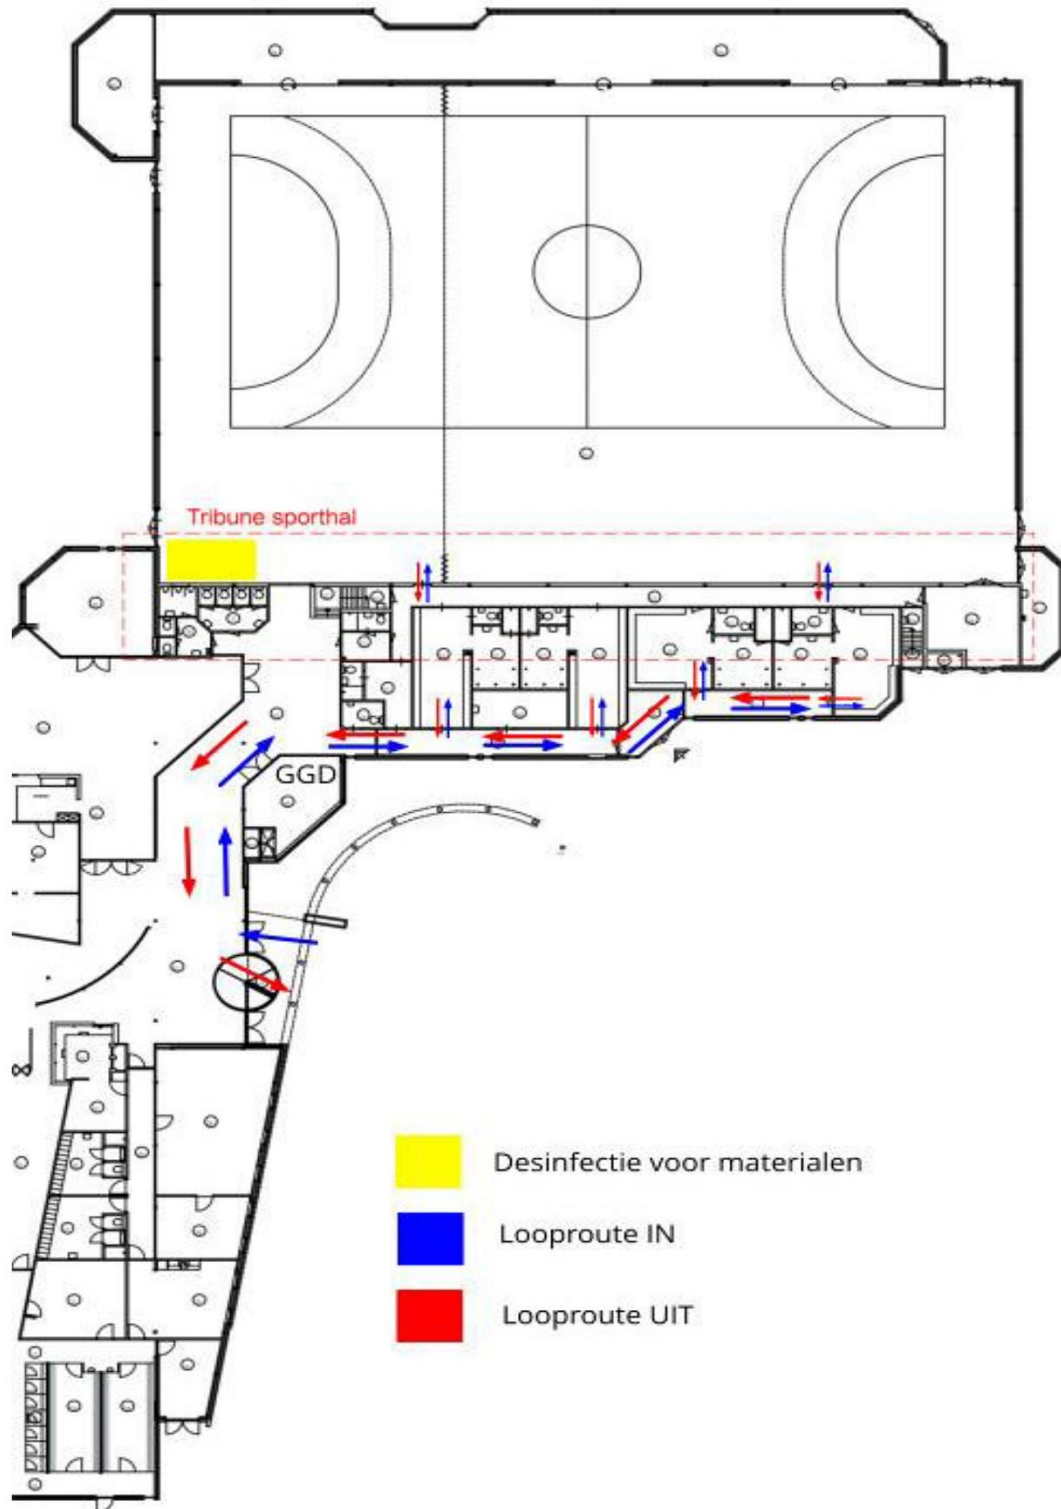 Tribune sporthal
GGD
Desinfectie voor materialen
Looproute IN
Looproute UIT